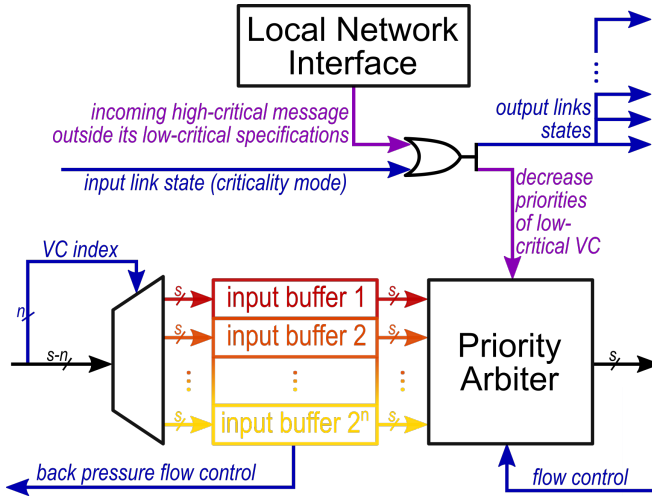 Local Network
Interface
incoming high-critical message
outside its low-critical specifications
output links
states
input link state (criticality mode)
decrease
priorities
of low-
critical VC
VC index
n
s-n
s
input buffer 1
s
s
input buffer 2
s
⋮
⋮
⋮
s
input buffer 2ⁿ
s
Priority
Arbiter
s
back pressure flow control
flow control